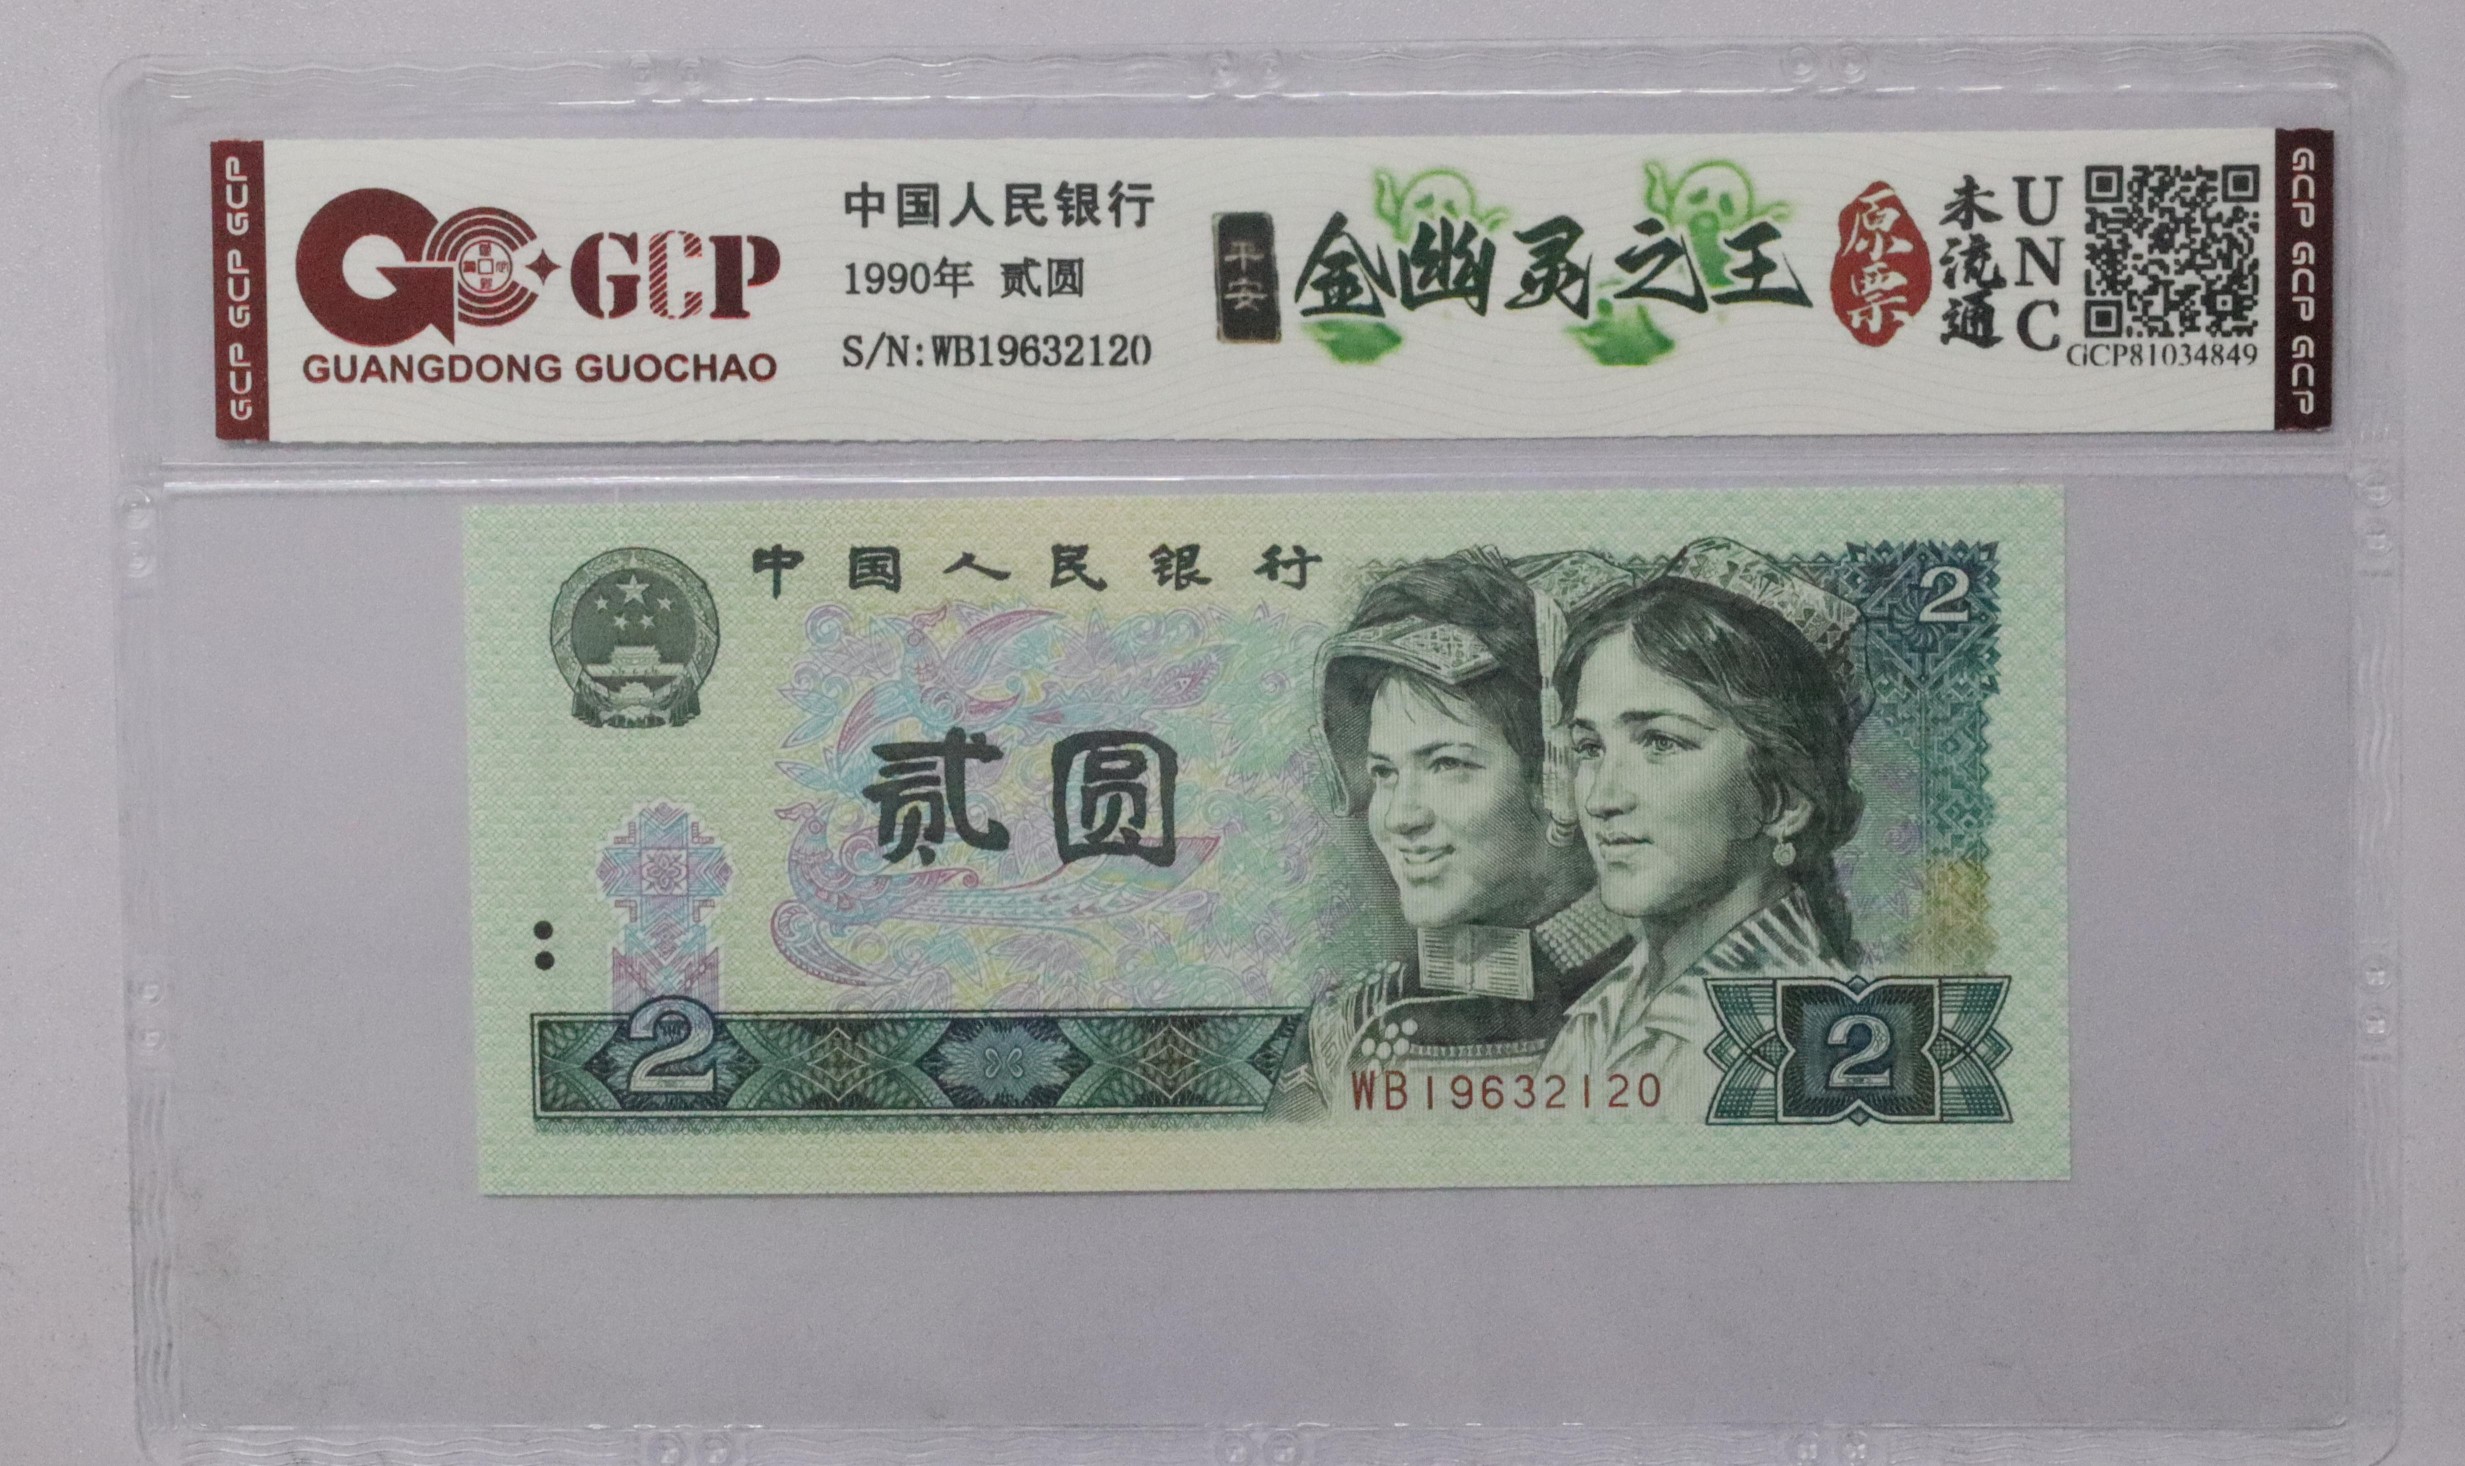 GCP GCP GCP
GCP
GUANGDONG GUOCHAO
中国人民银行
1990年 贰圆
S/N:WB19632120
平安
金幽灵之王
原票
未流通
UNC
GCP81034849
GCP GCP GCP
中国人民银行
2
贰圆
2
WB19632120
2